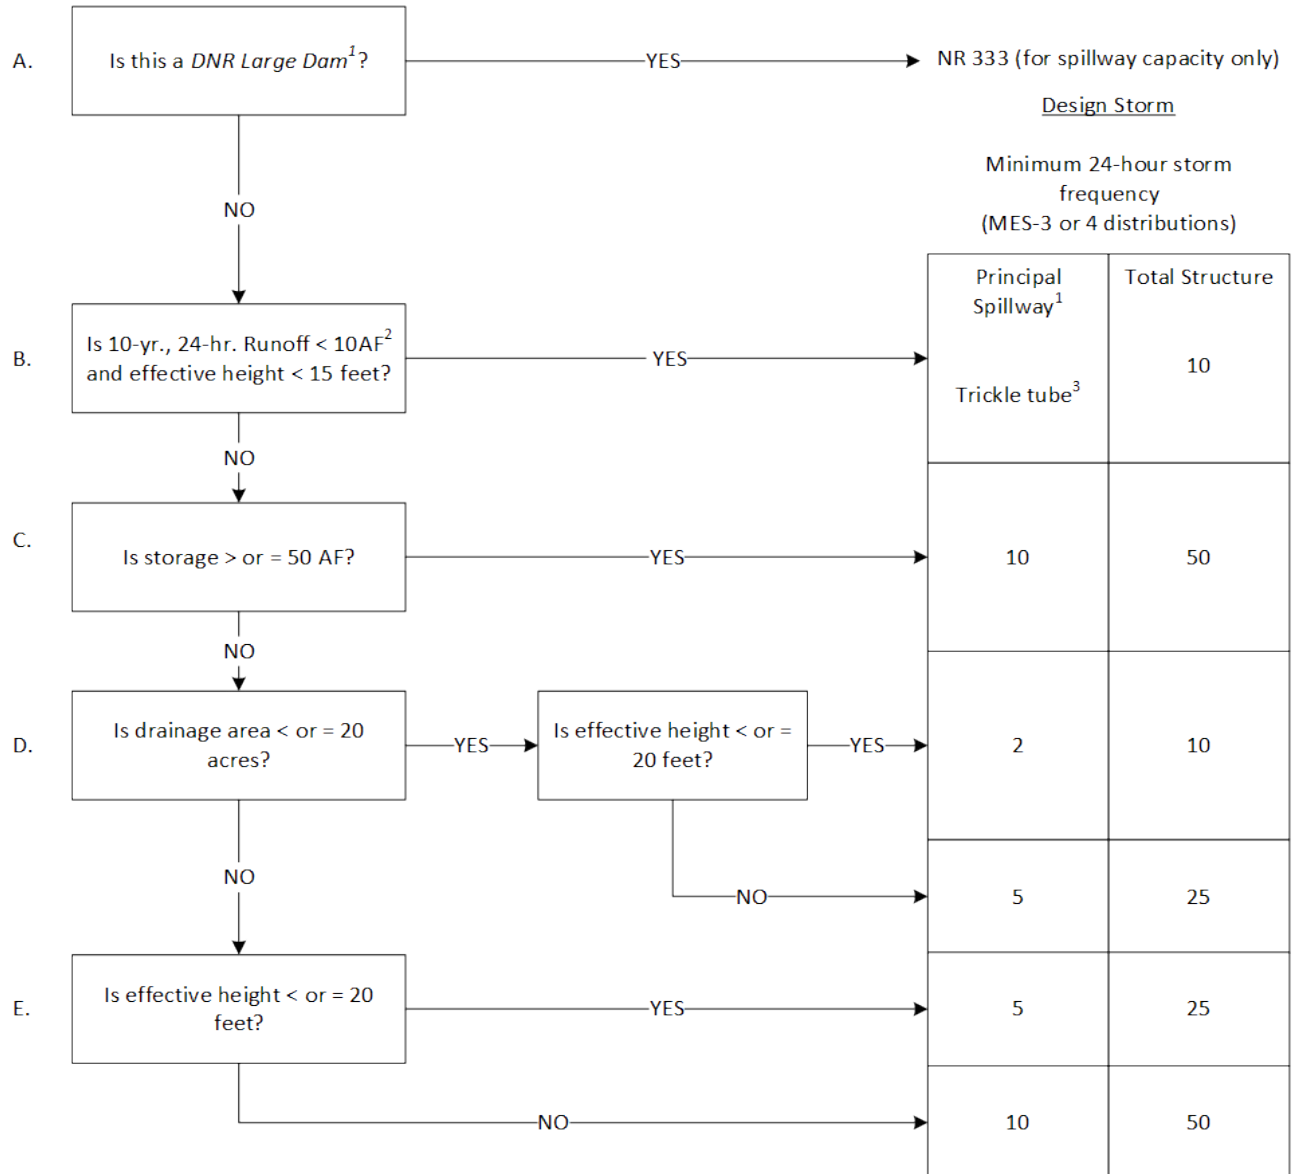 A.
Is this a DNR Large Dam1?
YES
NR 333 (for spillway capacity only)
Design Storm
Minimum 24-hour storm
frequency
(MES-3 or 4 distributions)
NO
Principal
Spillway1
Total Structure
B.
Is 10-yr., 24-hr. Runoff < 10AF2
and effective height < 15 feet?
YES
Trickle tube3
10
NO
C.
Is storage > or = 50 AF?
YES
10
50
NO
D.
Is drainage area < or = 20
acres?
YES
Is effective height < or =
20 feet?
YES
2
10
NO
NO
5
25
E.
Is effective height < or = 20
feet?
YES
5
25
NO
10
50